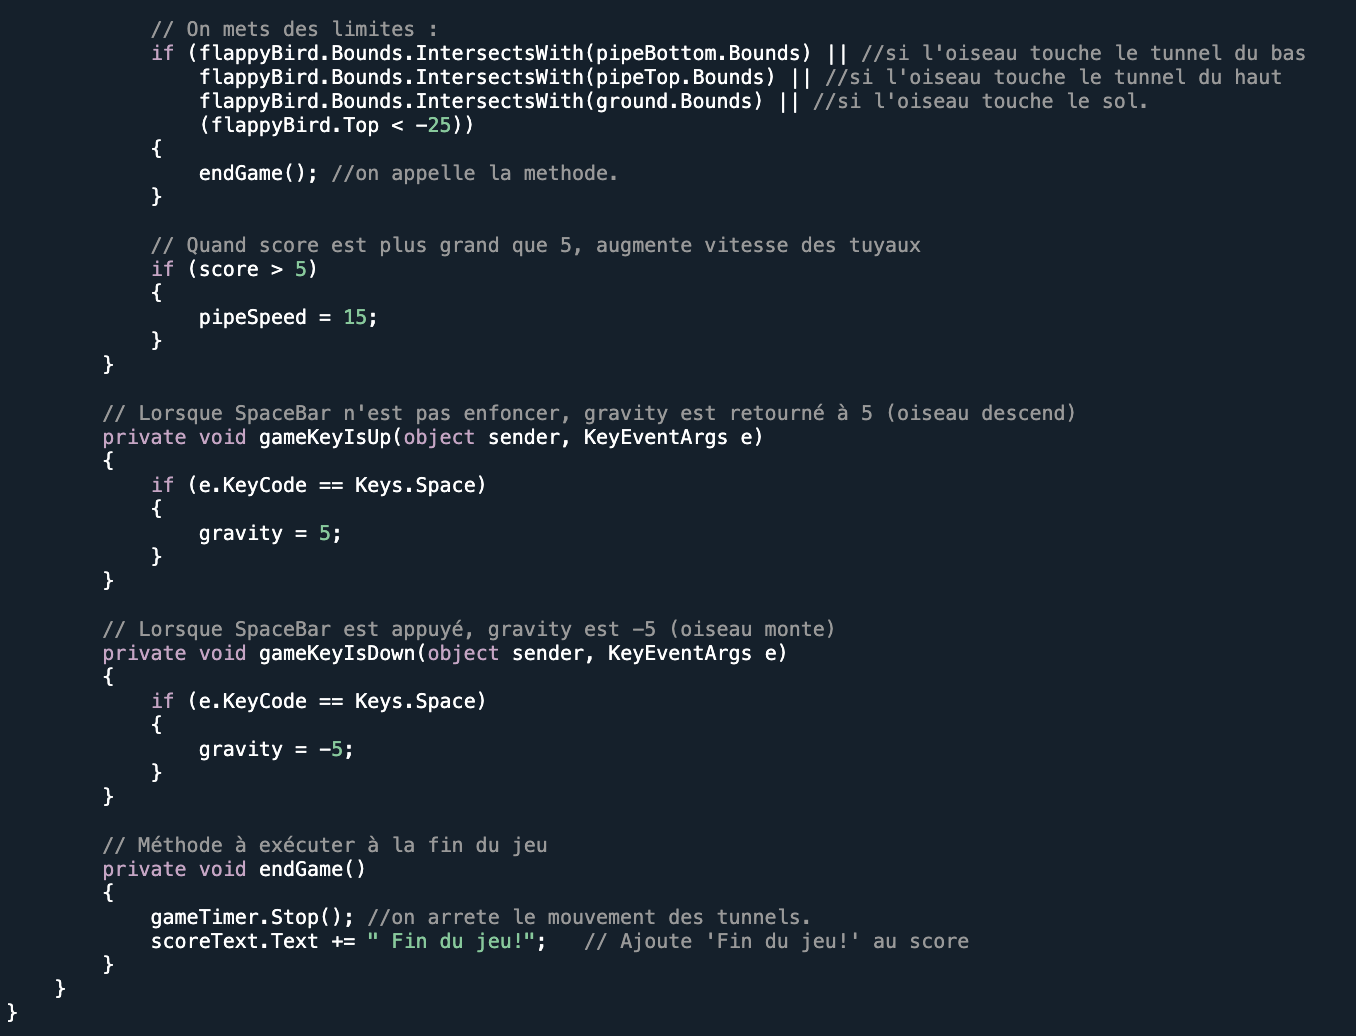 // On mets des limites :
if (flappyBird.Bounds.IntersectsWith(pipeBottom.Bounds) || //si l'oiseau touche le tunnel du bas
flappyBird.Bounds.IntersectsWith(pipeTop.Bounds) || //si l'oiseau touche le tunnel du haut
flappyBird.Bounds.IntersectsWith(ground.Bounds) || //si l'oiseau touche le sol.
(flappyBird.Top < -25))
{
endGame(); //on appelle la methode.
}
// Quand score est plus grand que 5, augmente vitesse des tuyaux
if (score > 5)
{
pipeSpeed = 15;
}
}
// Lorsque SpaceBar n'est pas enfoncer, gravity est retourné à 5 (oiseau descend)
private void gameKeyIsUp(object sender, KeyEventArgs e)
{
if (e.KeyCode == Keys.Space)
{
gravity = 5;
}
}
// Lorsque SpaceBar est appuyé, gravity est -5 (oiseau monte)
private void gameKeyIsDown(object sender, KeyEventArgs e)
{
if (e.KeyCode == Keys.Space)
{
gravity = -5;
}
}
// Méthode à exécuter à la fin du jeu
private void endGame()
{
gameTimer.Stop(); //on arrete le mouvement des tunnels.
scoreText.Text += " Fin du jeu!";   // Ajoute 'Fin du jeu!' au score
}
}
}